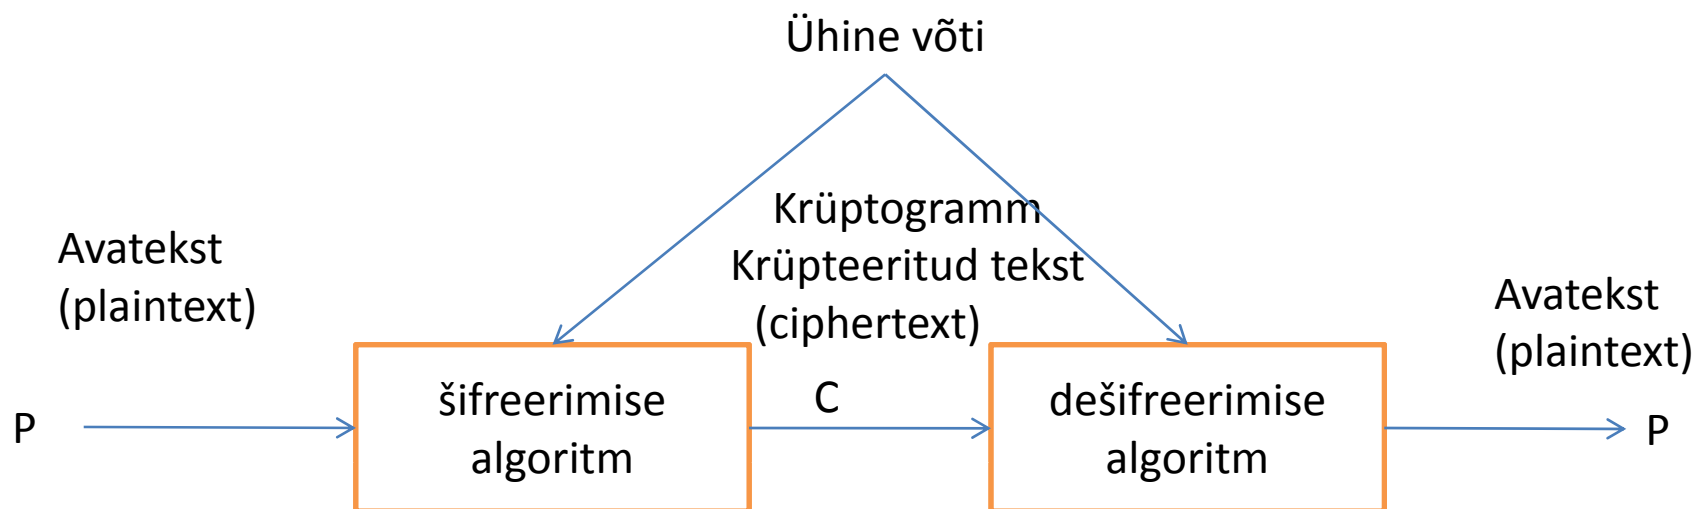 Ühine võti
Krüptogramm
Krüpteeritud tekst
(ciphertext)
Avatekst
(plaintext)
Avatekst
(plaintext)
P
šifreerimise
algoritm
C
dešifreerimise
algoritm
P